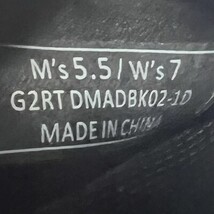 M's 5.5 / W's 7
G2RT DMADBK02-1D
MADE IN CHINA